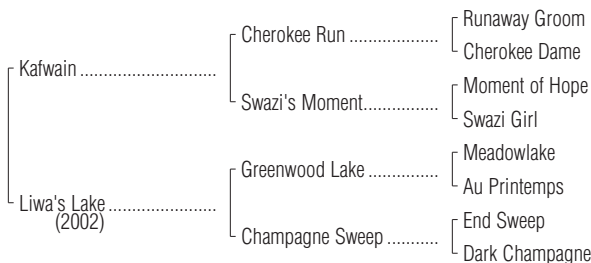 Runaway Groom
Cherokee Run ...................
Cherokee Dame
Kafwain .............................
Moment of Hope
Swazi's Moment................
Swazi Girl
Meadowlake
Greenwood Lake ...............
Au Printemps
Liwa's Lake .......................
(2002)
End Sweep
Champagne Sweep ...........
Dark Champagne